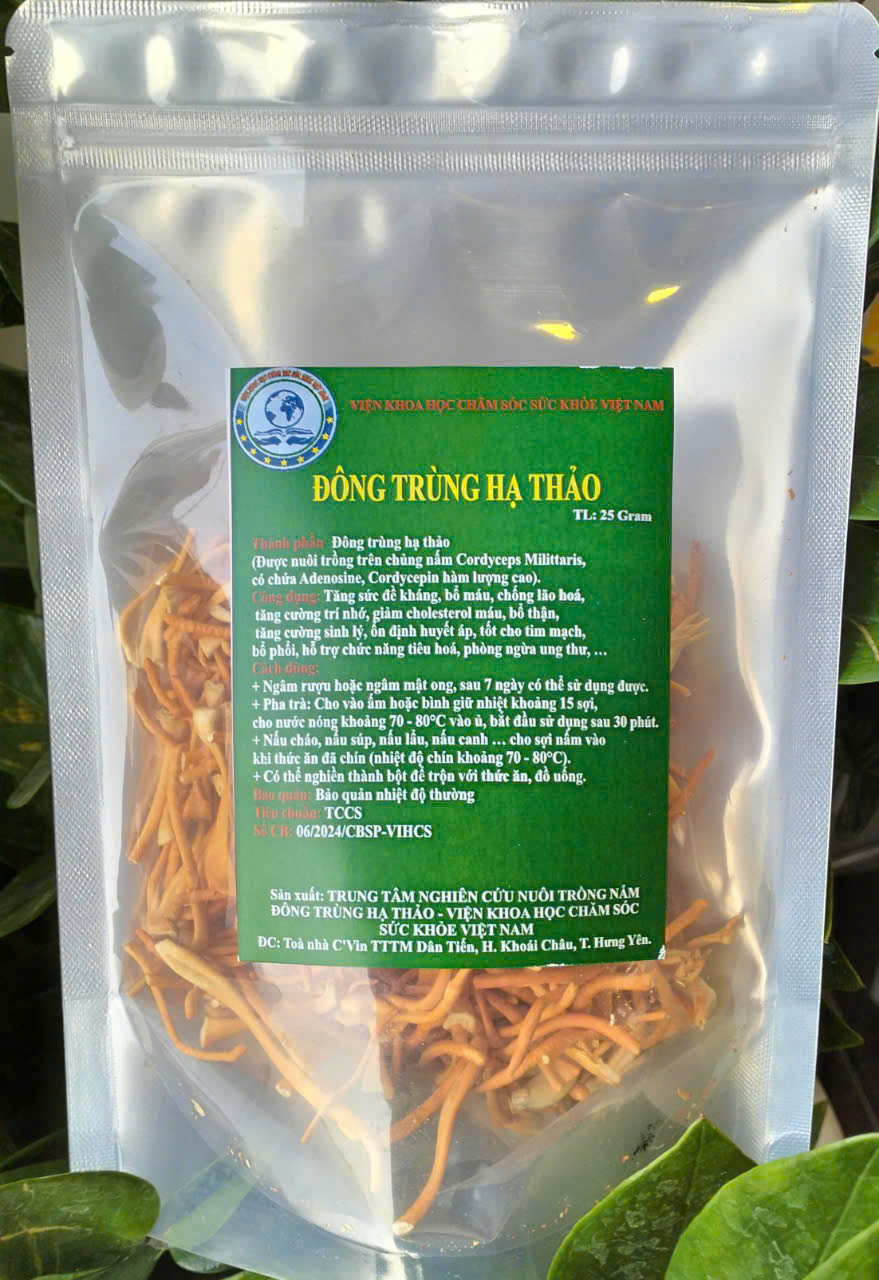 VIỆN KHOA HỌC CHĂM SÓC SỨC KHỎE VIỆT NAM
ĐÔNG TRÙNG HẠ THẢO
TL: 25 Gram
Thành phần: Đông trùng hạ thảo
(Được nuôi trồng trên chủng nấm Cordyceps Milittaris,
có chứa Adenosine, Cordycepin hàm lượng cao).
Công dụng: Tăng sức đề kháng, bổ máu, chống lão hoá,
tăng cường trí nhớ, giảm cholesterol máu, bổ thận,
tăng cường sinh lý, ổn định huyết áp, tốt cho tim mạch,
bổ phổi, hỗ trợ chức năng tiêu hoá, phòng ngừa ung thư, ...
Cách dùng:
+ Ngâm rượu hoặc ngâm mật ong, sau 7 ngày có thể sử dụng được.
+ Pha trà: Cho vào ấm hoặc bình giữ nhiệt khoảng 15 sợi,
cho nước nóng khoảng 70 - 80°C vào ủ, bắt đầu sử dụng sau 30 phút.
+ Nấu cháo, nấu súp, nấu lẩu, nấu canh ... cho sợi nấm vào
khi thức ăn đã chín (nhiệt độ chín khoảng 70 - 80°C).
+ Có thể nghiền thành bột để trộn với thức ăn, đồ uống.
Bảo quản: Bảo quản nhiệt độ thường
Tiêu chuẩn: TCCS
Số CB: 06/2024/CBSP-VIHCS
Sản xuất: TRUNG TÂM NGHIÊN CỨU NUÔI TRỒNG NẤM
ĐÔNG TRÙNG HẠ THẢO - VIỆN KHOA HỌC CHĂM SÓC
SỨC KHỎE VIỆT NAM
ĐC: Toà nhà C'Vin TTTM Dân Tiến, H. Khoái Châu, T. Hưng Yên.